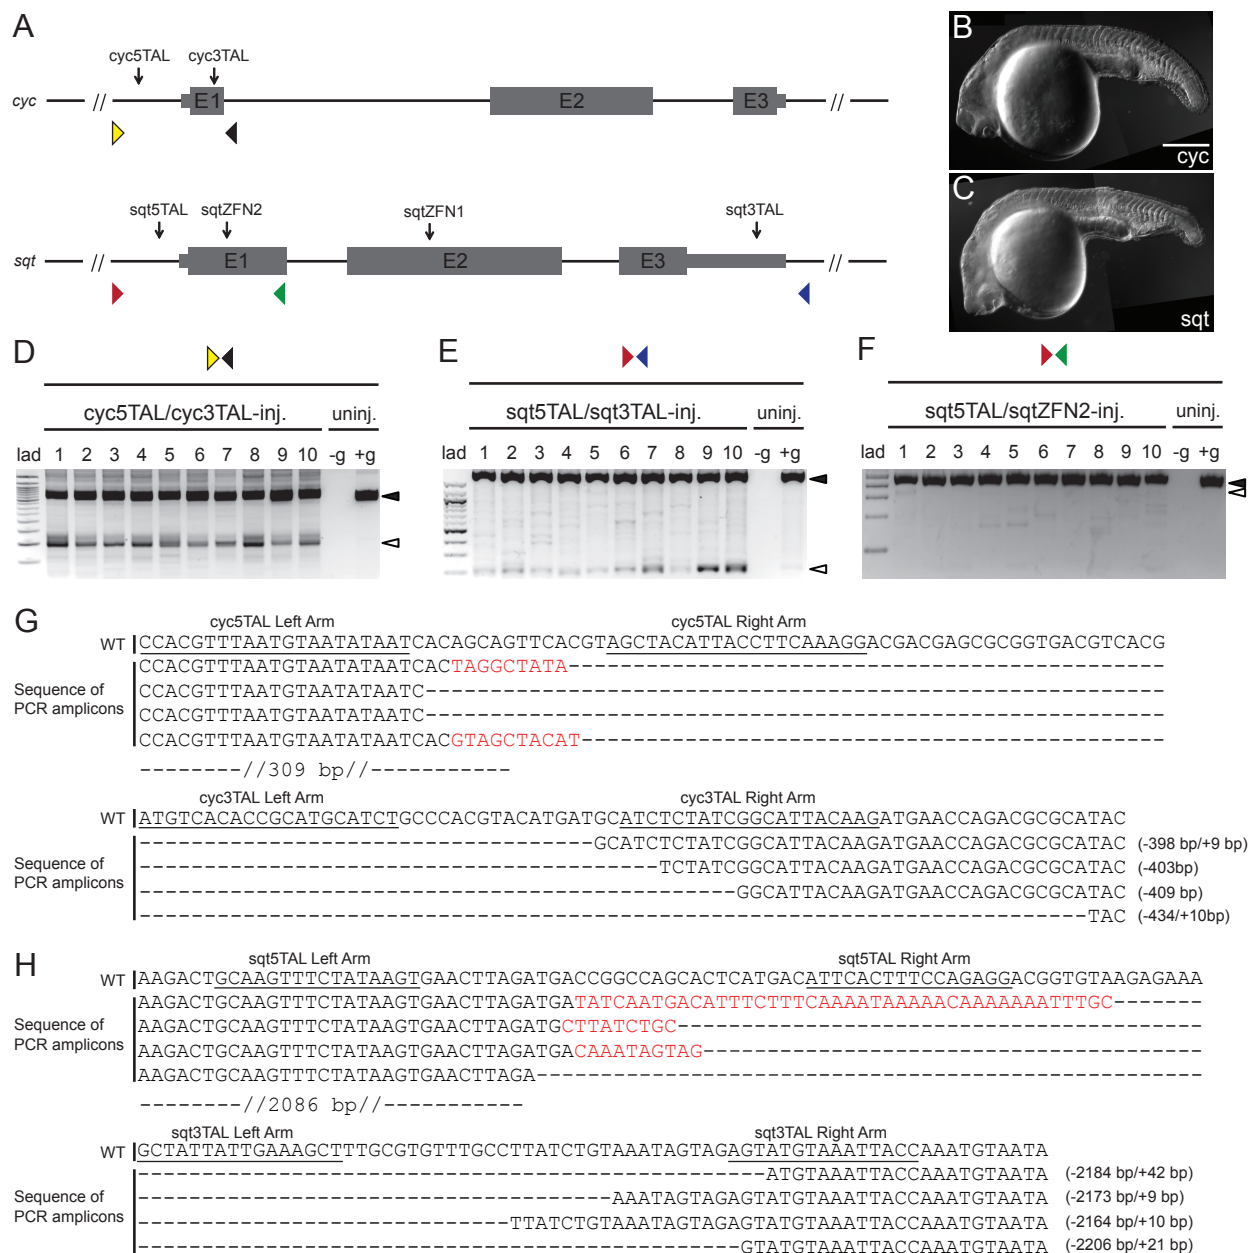 A
cyc5TAL
cyc3TAL
cyc
//
E1
E2
E3
//
sqt5TAL
sqtZFN2
sqtZFN1
sqt3TAL
sqt
//
E1
E2
E3
//
B
cyc
C
sqt
D
cyc5TAL/cyc3TAL-inj.
uninj.
lad 1 2 3 4 5 6 7 8 9 10 -g +g
E
sqt5TAL/sqt3TAL-inj.
uninj.
lad 1 2 3 4 5 6 7 8 9 10 -g +g
F
sqt5TAL/sqtZFN2-inj.
uninj.
lad 1 2 3 4 5 6 7 8 9 10 -g +g
G
cyc5TAL Left Arm
cyc5TAL Right Arm
WT CCACGTTTAATGTAATATAATCACAGCAGTTCACGTAGCTACATTACCTTCAAAGGACGACGAGCGCGGTGACGTCACG
Sequence of
PCR amplicons
CCACGTTTAATGTAATATAATCACTAGGCTATA----------------------------------------------
CCACGTTTAATGTAATATAATC---------------------------------------------------------
CCACGTTTAATGTAATATAATC---------------------------------------------------------
CCACGTTTAATGTAATATAATCACGTAGCTACAT---------------------------------------------
--------//309 bp//-----------
cyc3TAL Left Arm
cyc3TAL Right Arm
WT ATGTCACACCGCATGCATCTGCCCACGTACATGATGCATCTCTATCGGCATTACAAGATGAACCAGACGCGCATAC
Sequence of
PCR amplicons
-----------------------------------GCATCTCTATCGGCATTACAAGATGAACCAGACGCGCATAC (-398 bp/+9 bp)
----------------------------------------TCTATCGGCATTACAAGATGAACCAGACGCGCATAC (-403bp)
----------------------------------------------GGCATTACAAGATGAACCAGACGCGCATAC (-409 bp)
-------------------------------------------------------------------------TAC (-434/+10bp)
H
sqt5TAL Left Arm
sqt5TAL Right Arm
WT AAGACTGCAAGTTTCTATAAGTGAACTTAGATGACCGGCCAGCACTCATGACATTCACTTTCCAGAGGACGGTGTAAGAGAAA
Sequence of
PCR amplicons
AAGACTGCAAGTTTCTATAAGTGAACTTAGATGATATCAATGACATTTCTTTCAAAATAAAAACAAAAAAATTTGC-------
AAGACTGCAAGTTTCTATAAGTGAACTTAGATGCTTATCTGC-----------------------------------------
AAGACTGCAAGTTTCTATAAGTGAACTTAGATGACAAATAGTAG---------------------------------------
AAGACTGCAAGTTTCTATAAGTGAACTTAGA----------------------------------------------------
--------//2086 bp//-----------
sqt3TAL Left Arm
sqt3TAL Right Arm
WT GCTATTATTGAAAGCTTTGCGTGTTTGCCTTATCTGTAAATAGTAGAGTATGTAAATTACCAAATGTAATA
Sequence of
PCR amplicons
-------------------------------------------------ATGTAAATTACCAAATGTAATA (-2184 bp/+42 bp)
-------------------------------------AAATAGTAGAGTATGTAAATTACCAAATGTAATA (-2173 bp/+9 bp)
-----------------------------TTATCTGTAAATAGTAGAGTATGTAAATTACCAAATGTAATA (-2164 bp/+10 bp)
-----------------------------------------------GTATGTAAATTACCAAATGTAATA (-2206 bp/+21 bp)